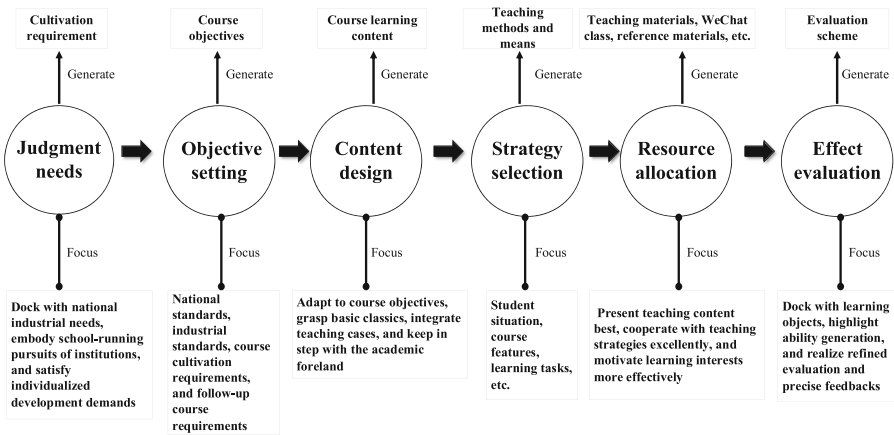 Cultivation
requirement
Course
objectives
Course learning
content
Teaching
methods and
means
Teaching materials, WeChat
class, reference materials, etc.
Evaluation
scheme
Generate
Generate
Generate
Generate
Generate
Generate
Judgment
needs
Objective
setting
Content
design
Strategy
selection
Resource
allocation
Effect
evaluation
Focus
Focus
Focus
Focus
Focus
Focus
Dock with national
industrial needs,
embody school-running
pursuits of institutions,
and satisfy
individualized
development demands
National
standards,
industrial
standards, course
cultivation
requirements,
and follow-up
course
requirements
Adapt to course objectives,
grasp basic classics, integrate
teaching cases, and keep in
step with the academic
foreland
Student
situation,
course
features,
learning tasks,
etc.
Present teaching content
best, cooperate with teaching
strategies excellently, and
motivate learning interests
more effectively
Dock with learning
objects, highlight
ability generation,
and realize refined
evaluation and
precise feedbacks